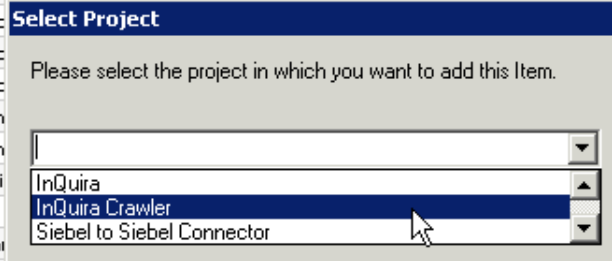 Select Project
Please select the project in which you want to add this Item.
InQuira
InQuira Crawler
Siebel to Siebel Connector